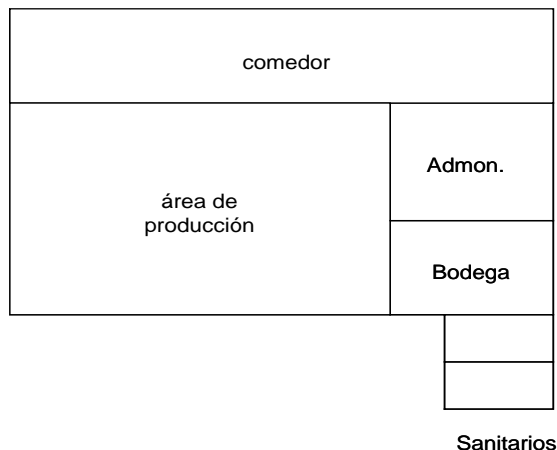 comedor
Admon.
área de
producción
Bodega
Sanitarios